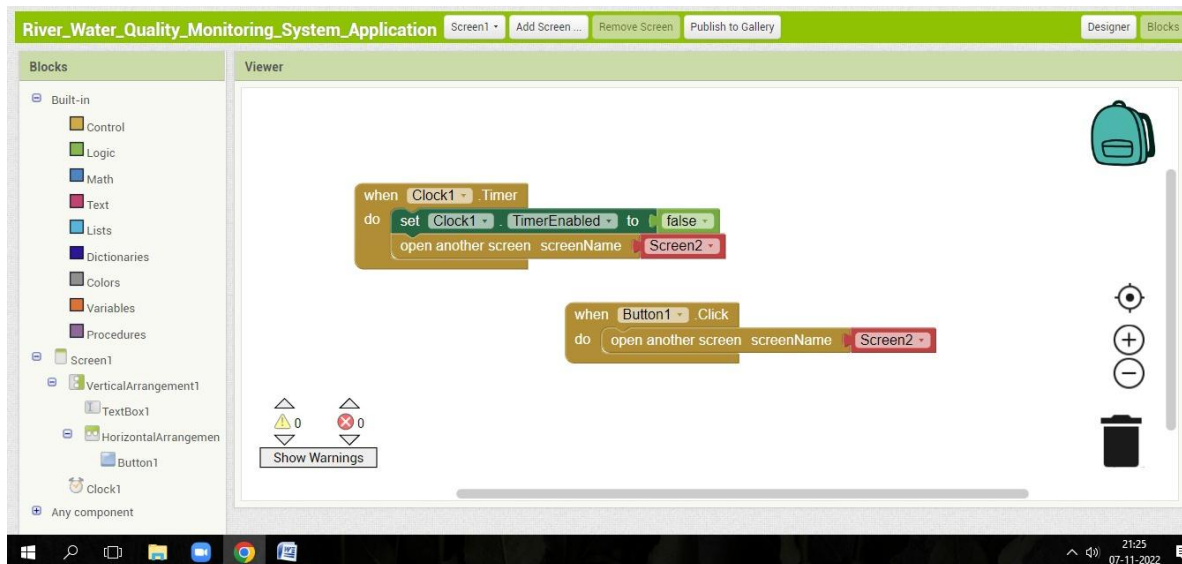 River_Water_Quality_Monitoring_System_Application Screen1 Add Screen ... Remove Screen Publish to Gallery Designer Blocks
Blocks
Viewer
Built-in
Control
Logic
Math
Text
Lists
Dictionaries
Colors
Variables
Procedures
Screen1
VerticalArrangement1
TextBox1
HorizontalArrangemen
Button1
Clock1
Any component
when Clock1 .Timer
do set Clock1 . TimerEnabled to false
open another screen screenName Screen2
when Button1 .Click
do open another screen screenName Screen2
0 0
Show Warnings
21:25
07-11-2022